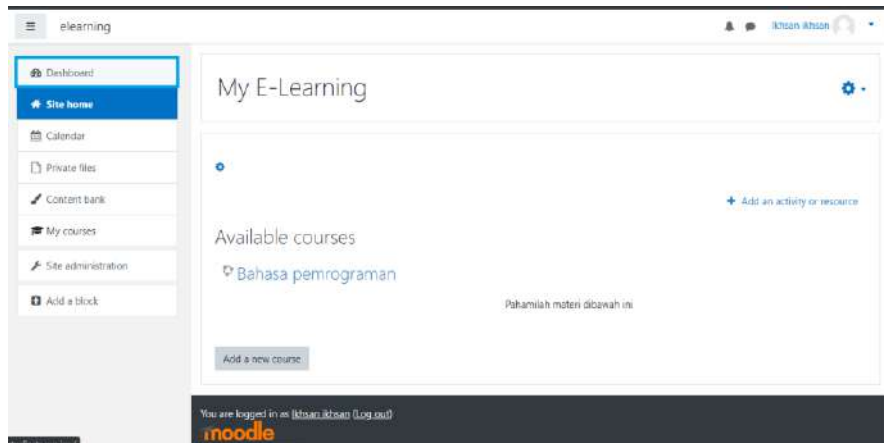 elearning
Ikhsan ikhsan
Dashboard
Site home
Calendar
Private files
Content bank
My courses
Site administration
Add a block
My E-Learning
Add an activity or resource
Available courses
Bahasa pemrograman
Pahamilah materi dibawah ini
Add a new course
You are logged in as Ikhsan ikhsan (Log out)
moodle